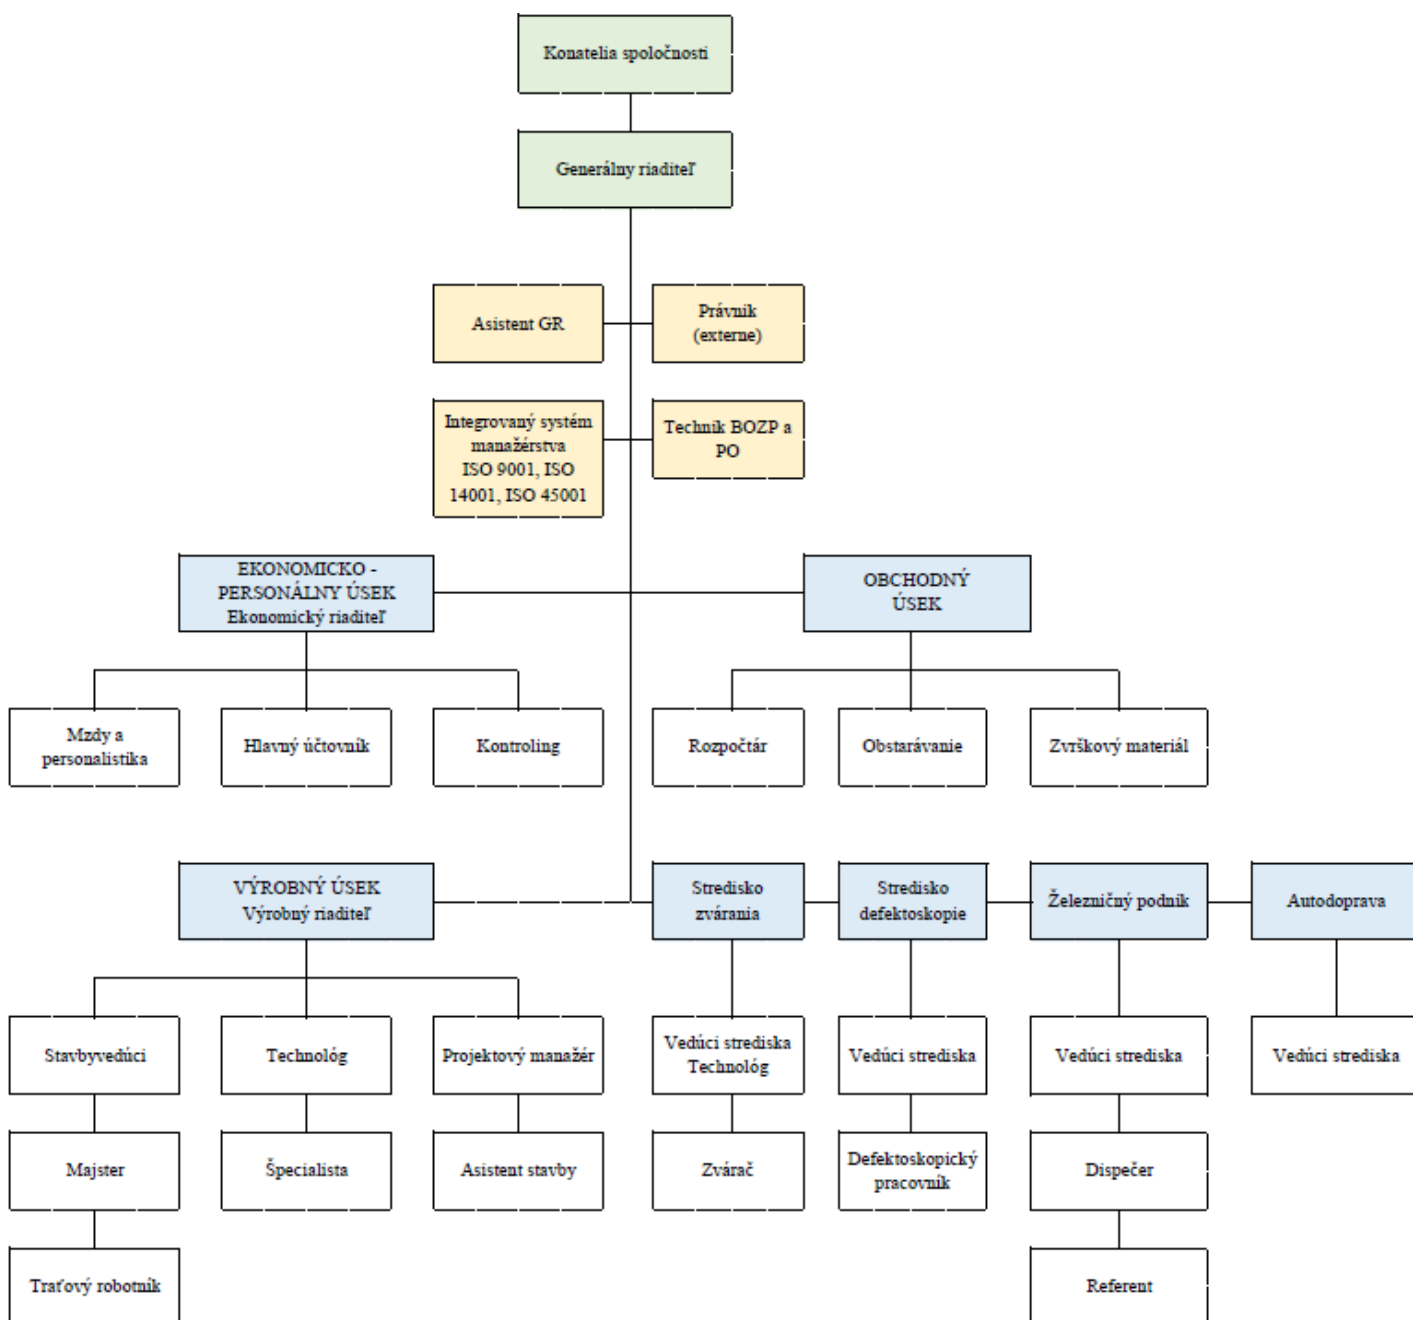 Konatelia spoločnosti
Generálny riaditeľ
Asistent GR
Právnik
(externe)
Integrovaný systém
manažérstva
ISO 9001, ISO
14001, ISO 45001
Technik BOZP a
PO
EKONOMICKO -
PERSONÁLNY ÚSEK
Ekonomický riaditeľ
OBCHODNÝ
ÚSEK
Mzdy a
personalistika
Hlavný účtovník
Kontroling
Rozpočtár
Obstarávanie
Zvrškový materiál
VÝROBNÝ ÚSEK
Výrobný riaditeľ
Stredisko
zvárania
Stredisko
defektoskopie
Železničný podnik
Autodoprava
Stavbyvedúci
Technológ
Projektový manažér
Vedúci strediska
Technológ
Vedúci strediska
Vedúci strediska
Vedúci strediska
Majster
Špecialista
Asistent stavby
Zvárač
Defektoskopický
pracovník
Dispečer
Traťový robotník
Referent